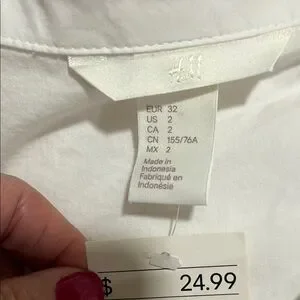 H&M
EUR 32
US 2
CA 2
CN 155/76A
MX 2
Made in
Indonesia
Fabriqué en
Indonésie
$ 24.99